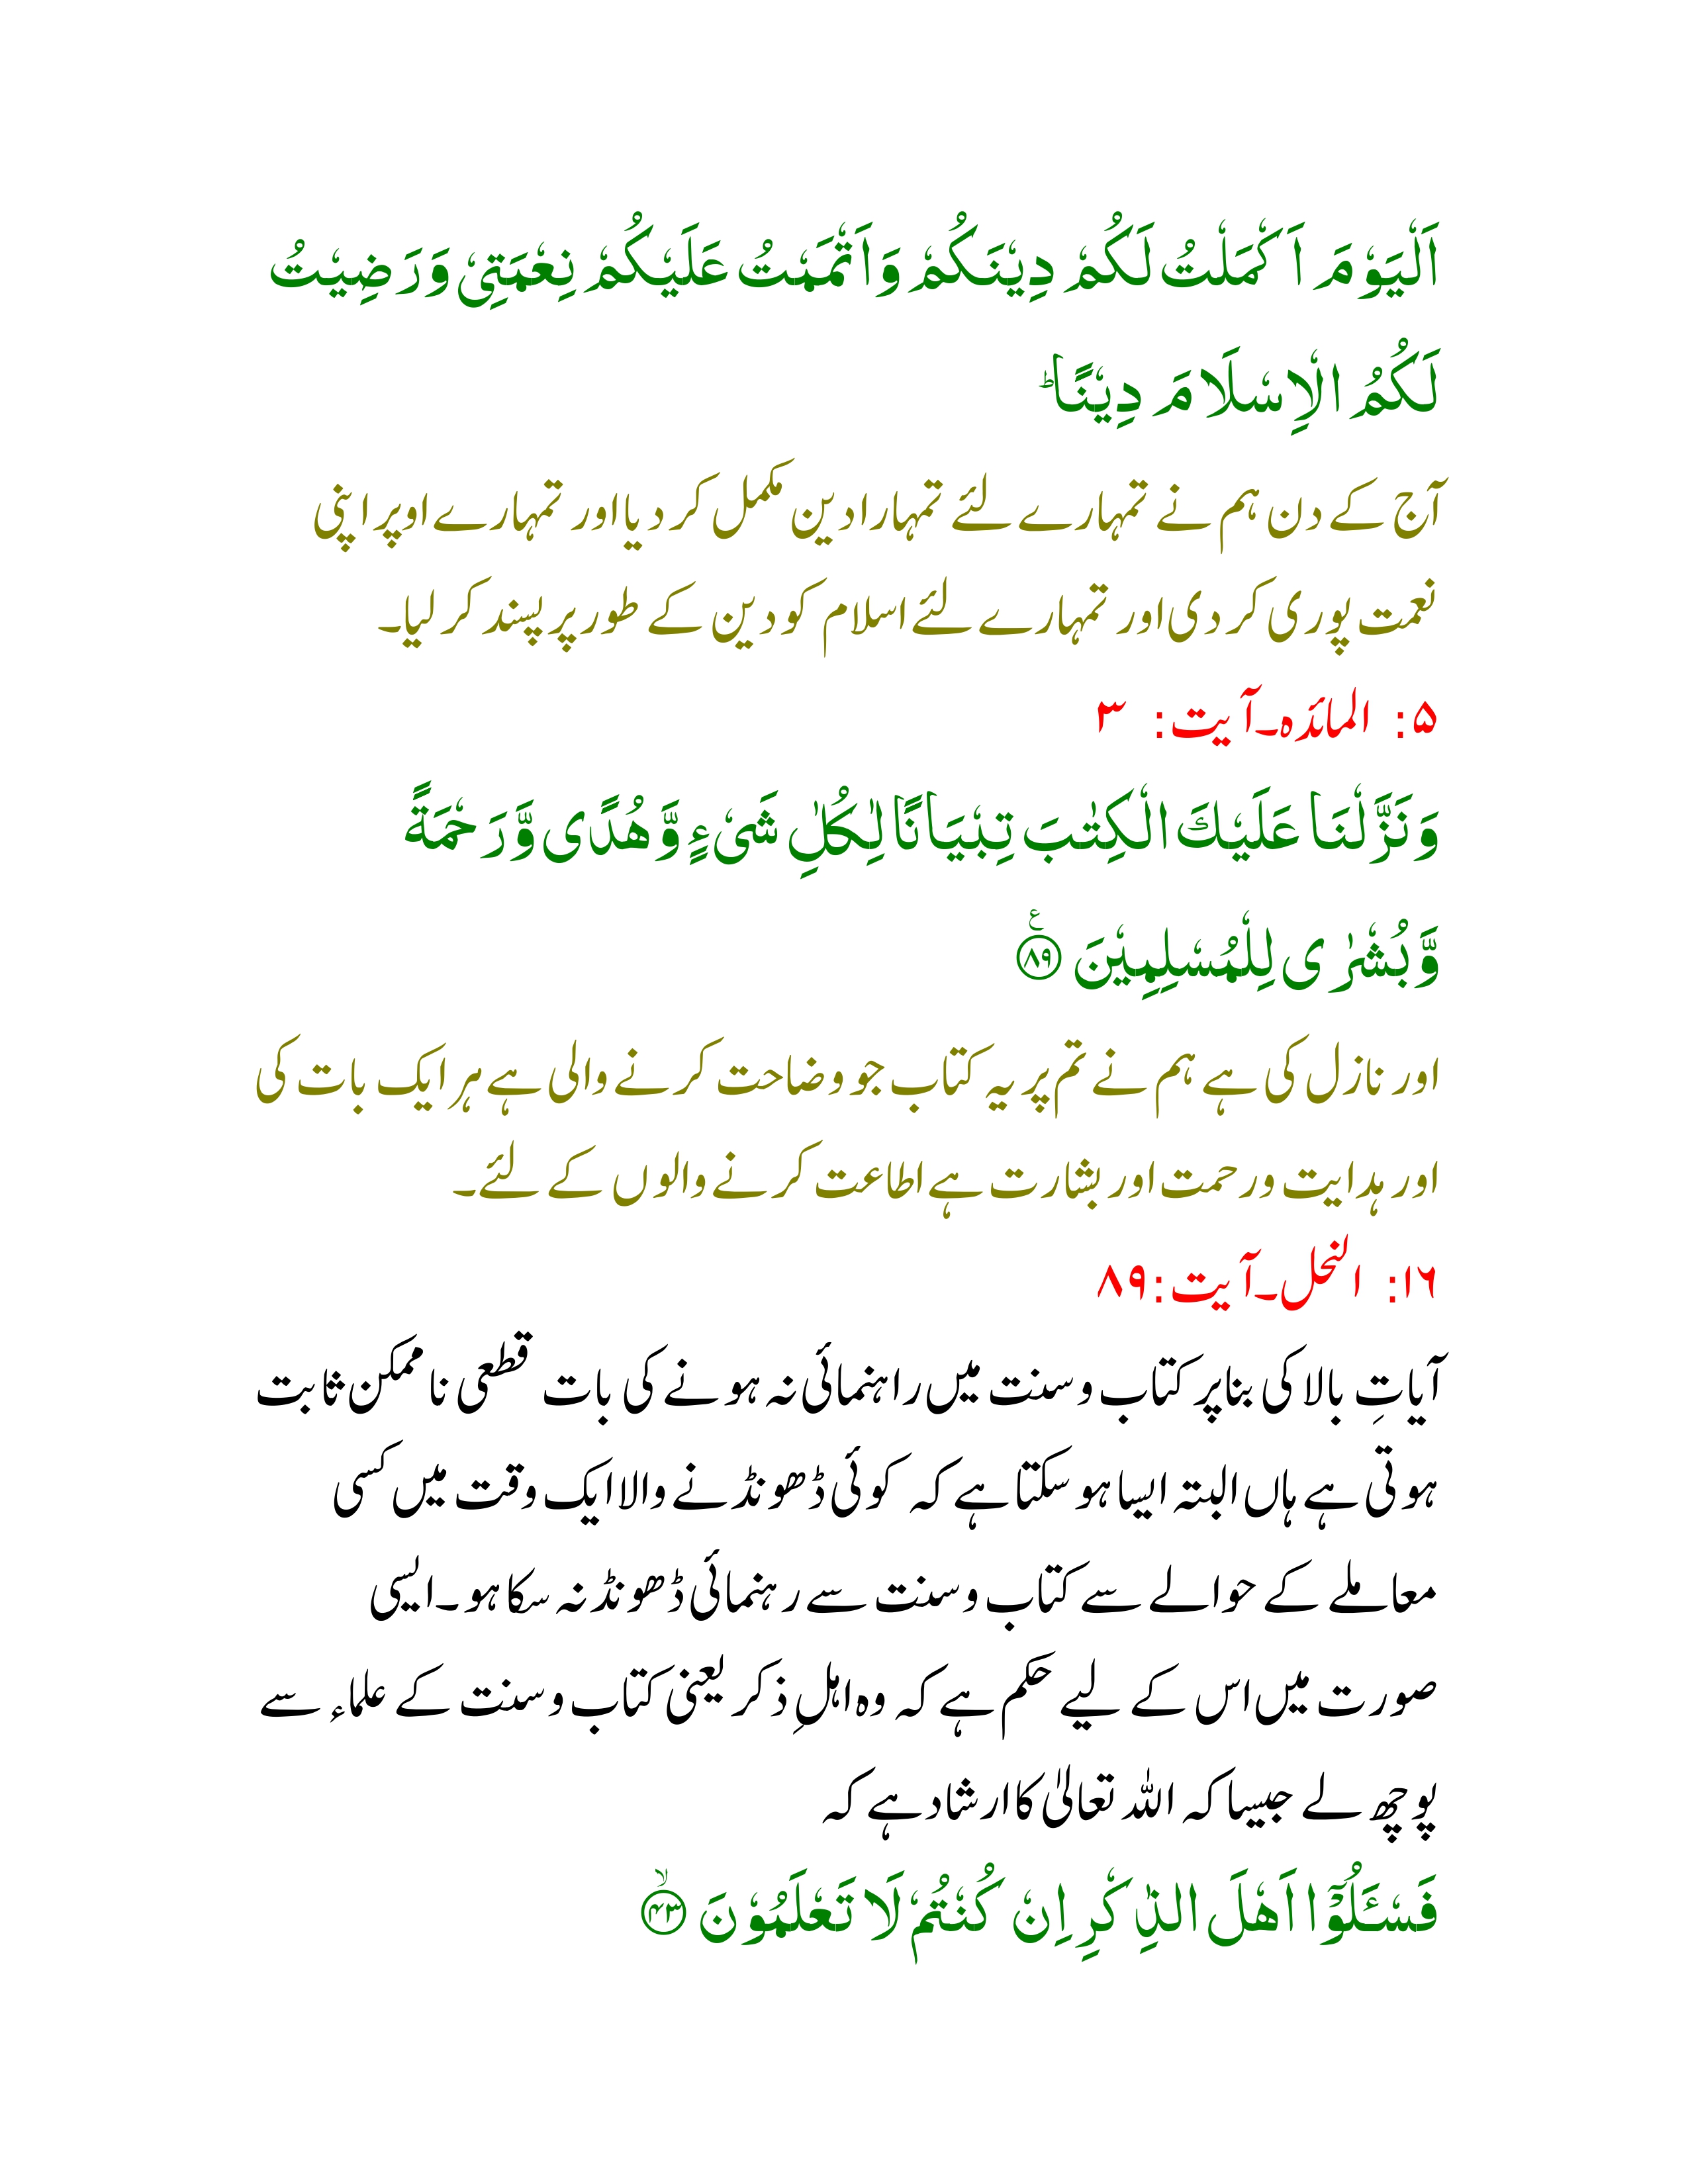 اَلْيَوْمَ اَكْمَلْتُ لَكُمْ دِيْنَكُمْ وَاَتْمَمْتُ عَلَيْكُمْ نِعْمَتِيْ وَرَضِيْتُ
لَكُمُ الْاِسْلَامَ دِيْنًا ؕ
آج کے دن ہم نے تمہارے لئے تمہارا دین مکمل کر دیا اور تمہارے اوپر اپنی
نعمت پوری کر دی اور تمہارے لئے اسلام کو دین کے طور پر پسند کر لیا۔
۵: المائدہ۔ آیت: ۳
وَنَزَّلْنَا عَلَيْكَ الْكِتٰبَ تِبْيَانًا لِّكُلِّ شَىْءٍ وَّهُدًى وَّرَحْمَةً
وَّبُشْرٰى لِلْمُسْلِمِيْنَ ۝۸۹ ع
اور نازل کی ہے ہم نے تم پر یہ کتاب جو وضاحت کرنے والی ہے ہر ایک بات کی
اور ہدایت و رحمت اور بشارت ہے اطاعت کرنے والوں کے لئے۔
۱۶: النحل۔ آیت: ۸۹
آیاتِ بالا کی بنا پر کتاب و سنت میں راہنمائی نہ ہونے کی بات قطعی نا ممکن ثابت
ہوتی ہے ہاں البتہ ایسا ہو سکتا ہے کہ کوئی ڈھونڈنے والا ایک وقت میں کسی
معاملے کے حوالے سے کتاب و سنت سے رہنمائی ڈھونڈ نہ سکا ہو۔ ایسی
صورت میں اس کے لیے حکم ہے کہ وہ اہلِ ذکر یعنی کتاب و سنت کے علماء سے
پوچھ لے جیسا کہ اللہ تعالیٰ کا ارشاد ہے کہ
فَسْـَٔلُوْٓا اَهْلَ الذِّكْرِ اِنْ كُنْتُمْ لَا تَعْلَمُوْنَ ۝۴۳ ۙ